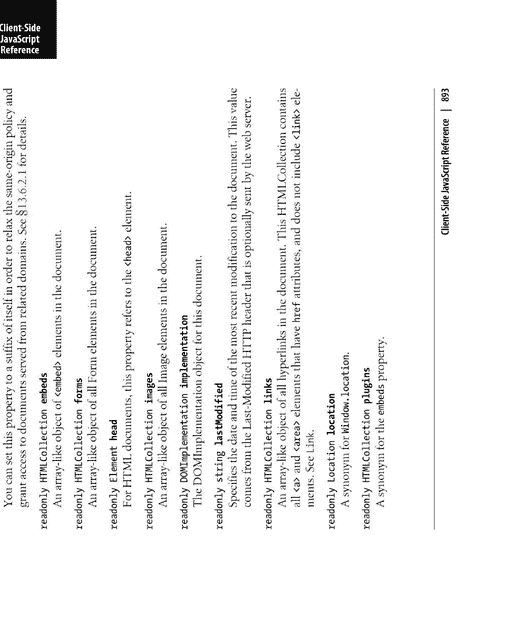 Client-Side
JavaScript
Reference
You can set this property to a suffix of itself in order to relax the same-origin policy and
grant access to documents served from related domains. See §13.6.2.1 for details.
readonly HTMLCollection embeds
An array-like object of <embed> elements in the document.
readonly HTMLCollection forms
An array-like object of all Form elements in the document.
readonly Element head
For HTML documents, this property refers to the <head> element.
readonly HTMLCollection images
An array-like object of all Image elements in the document.
readonly DOMImplementation implementation
The DOMImplementation object for this document.
readonly string lastModified
Specifies the date and time of the most recent modification to the document. This value
comes from the Last-Modified HTTP header that is optionally sent by the web server.
readonly HTMLCollection links
An array-like object of all hyperlinks in the document. This HTMLCollection contains
all <a> and <area> elements that have href attributes, and does not include <link> ele-
ments. See Link.
readonly Location location
A synonym for Window.location.
readonly HTMLCollection plugins
A synonym for the embeds property.
Client-Side JavaScript Reference | 893